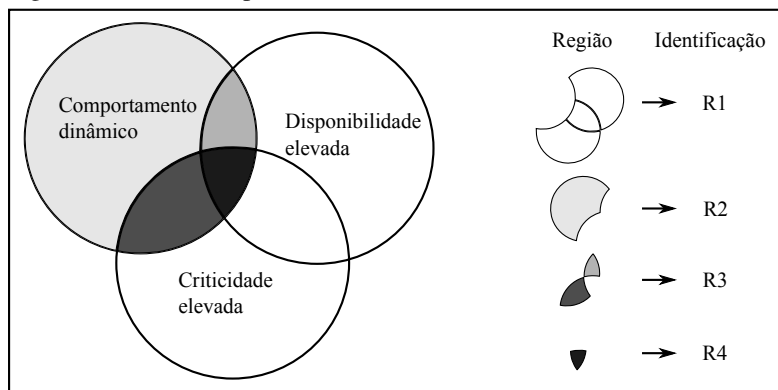 Comportamento
dinâmico
Disponibilidade
elevada
Criticidade
elevada
Região Identificação
R1
R2
R3
R4